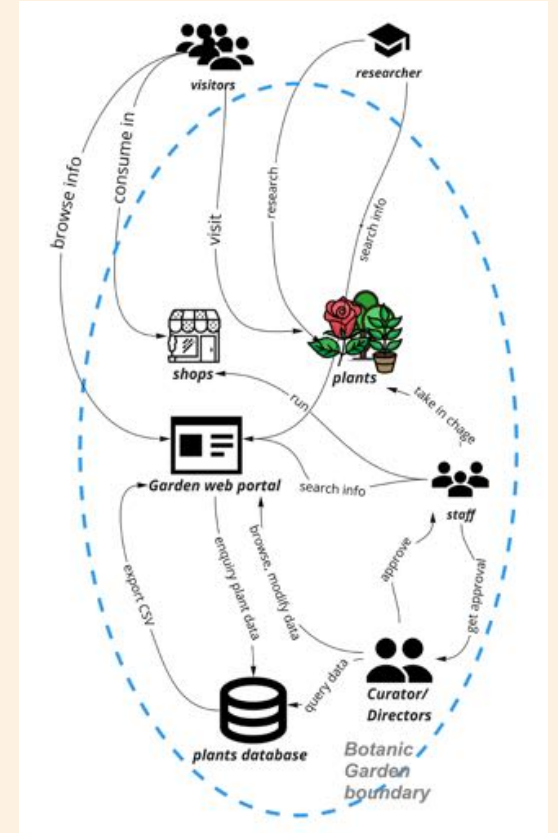 visitors
researcher
browse info
consume in
visit
research
search info
shops
plants
run
take in chage
Garden web portal
search info
staff
export CSV
enquiry plant data
browse, modify data
approve
get approval
query data
Curator/
Directors
plants database
Botanic
Garden
boundary